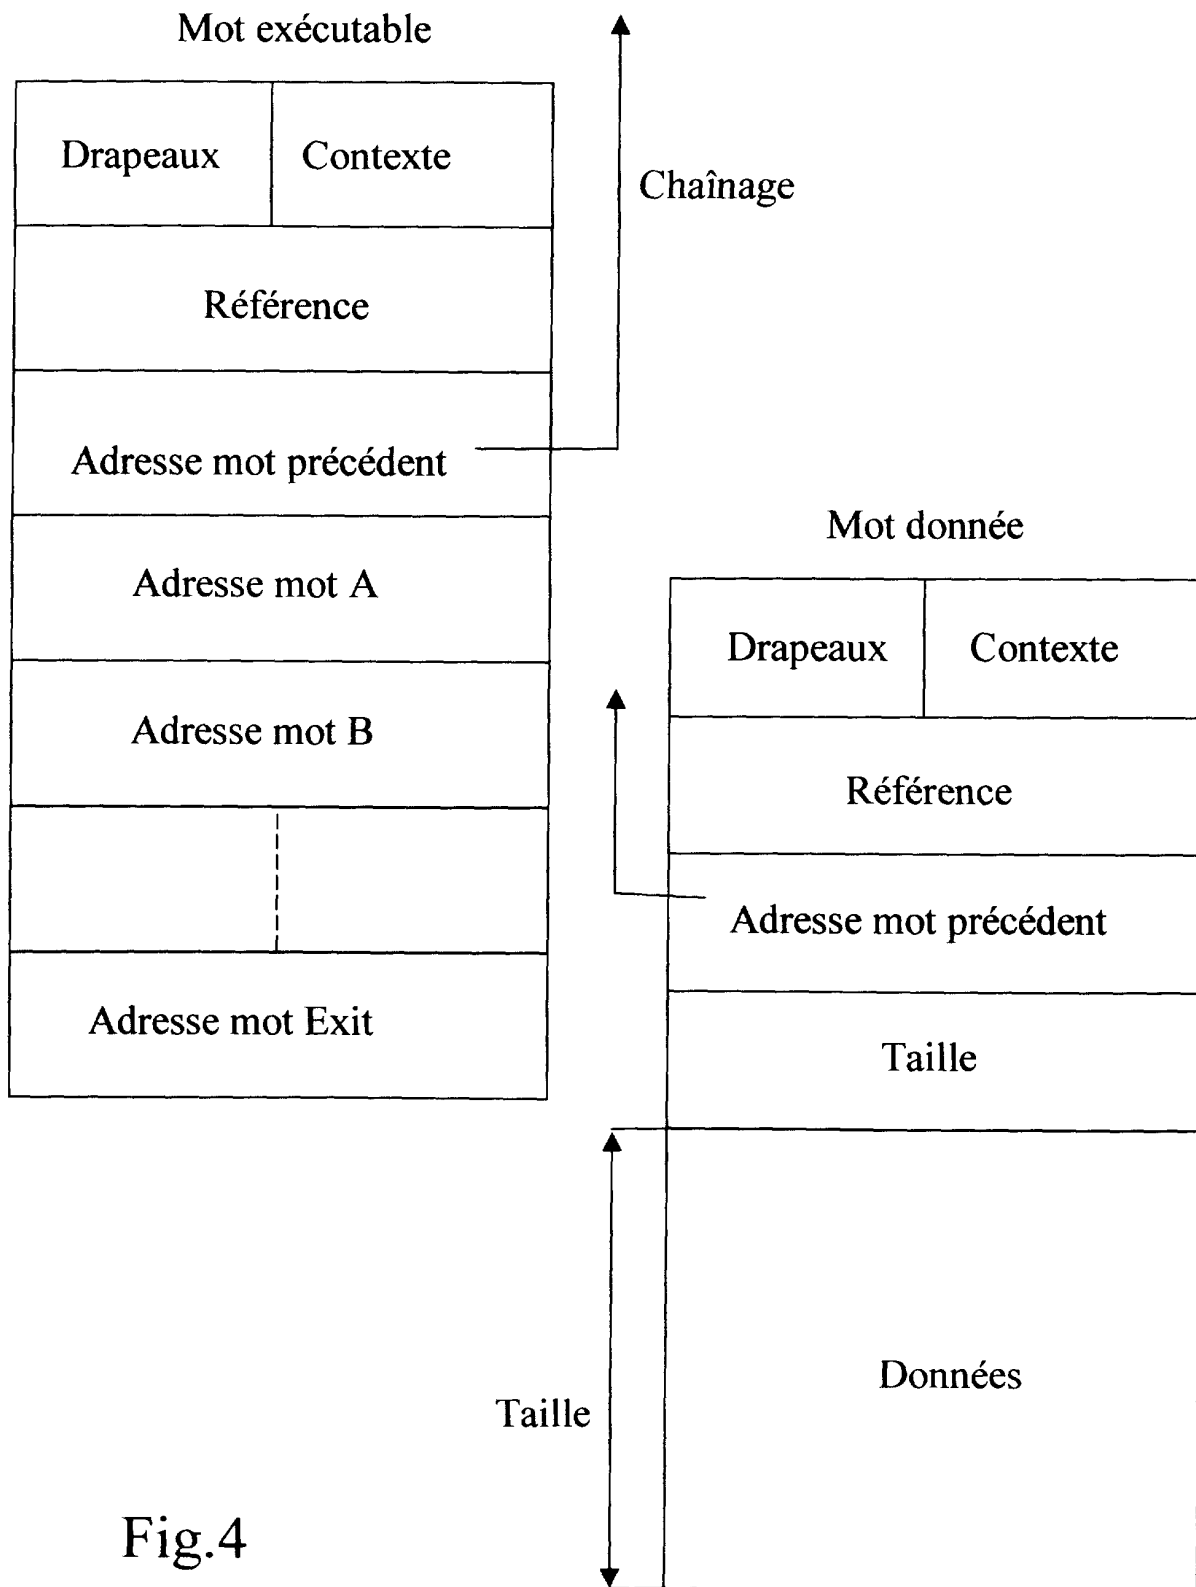 Mot exécutable
Drapeaux
Contexte
Chaînage
Référence
Adresse mot précédent
Adresse mot A
Adresse mot B
Adresse mot Exit
Mot donnée
Drapeaux
Contexte
Référence
Adresse mot précédent
Taille
Données
Taille
Fig.4